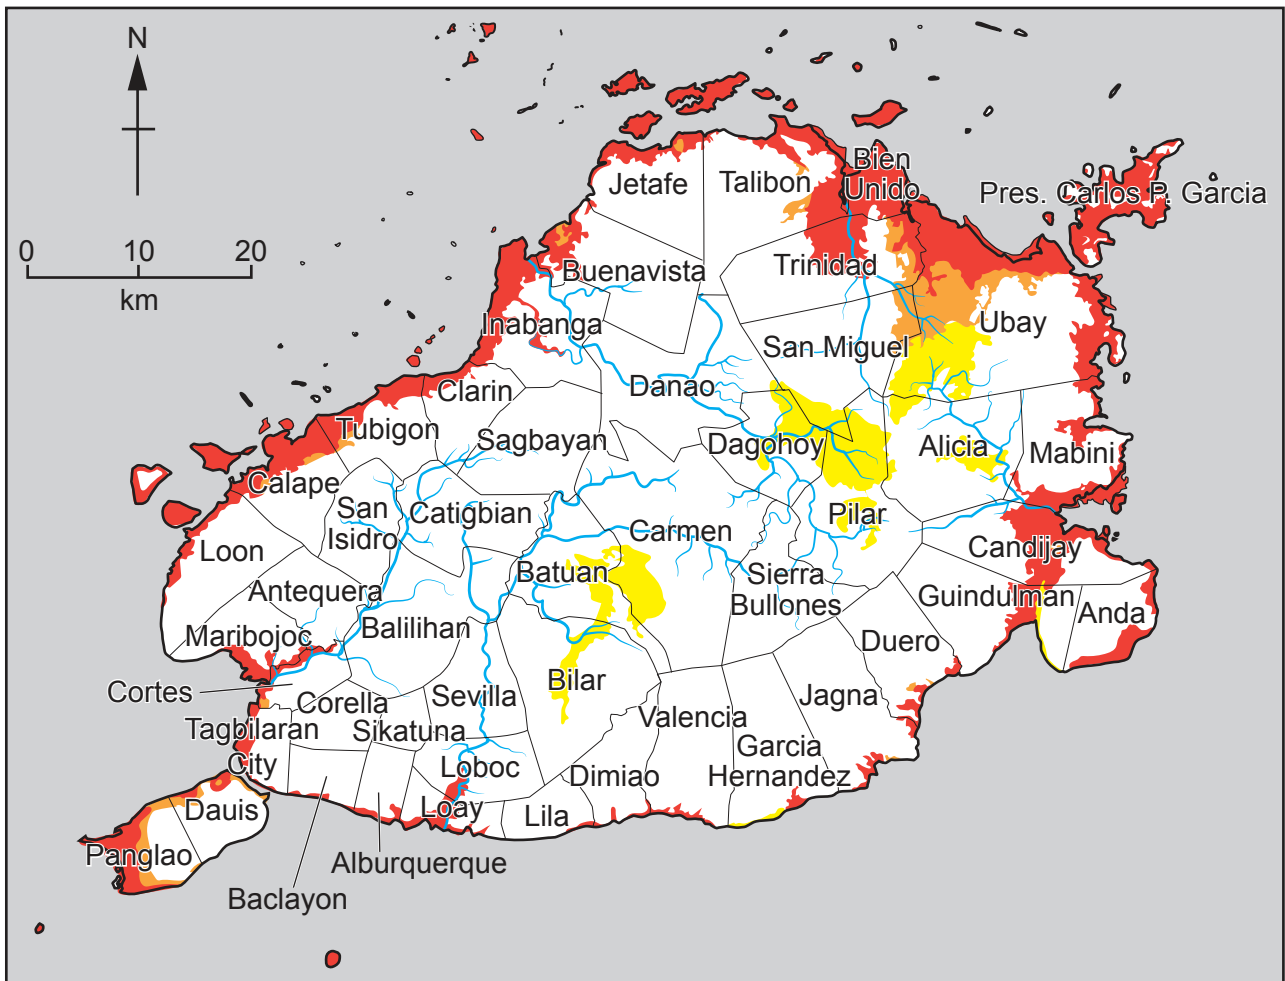 N
0 10 20
km
Jetafe
Talibon
Bien
Unido
Pres. Carlos P. Garcia
Buenavista
Trinidad
Inabanga
San Miguel
Ubay
Clarin
Danao
Tubigon
Sagbayan
Dagohoy
Alicia
Mabini
Calape
San
Isidro
Catigbian
Carmen
Pilar
Loon
Candijay
Antequera
Batuan
Sierra
Bullones
Guindulman
Anda
Maribojoc
Balilihan
Duero
Cortes
Corella
Sevilla
Bilar
Jagna
Tagbilaran
City
Sikatuna
Valencia
Garcia
Hernandez
Loboc
Dimiao
Dauis
Loay
Lila
Panglao
Alburquerque
Baclayon